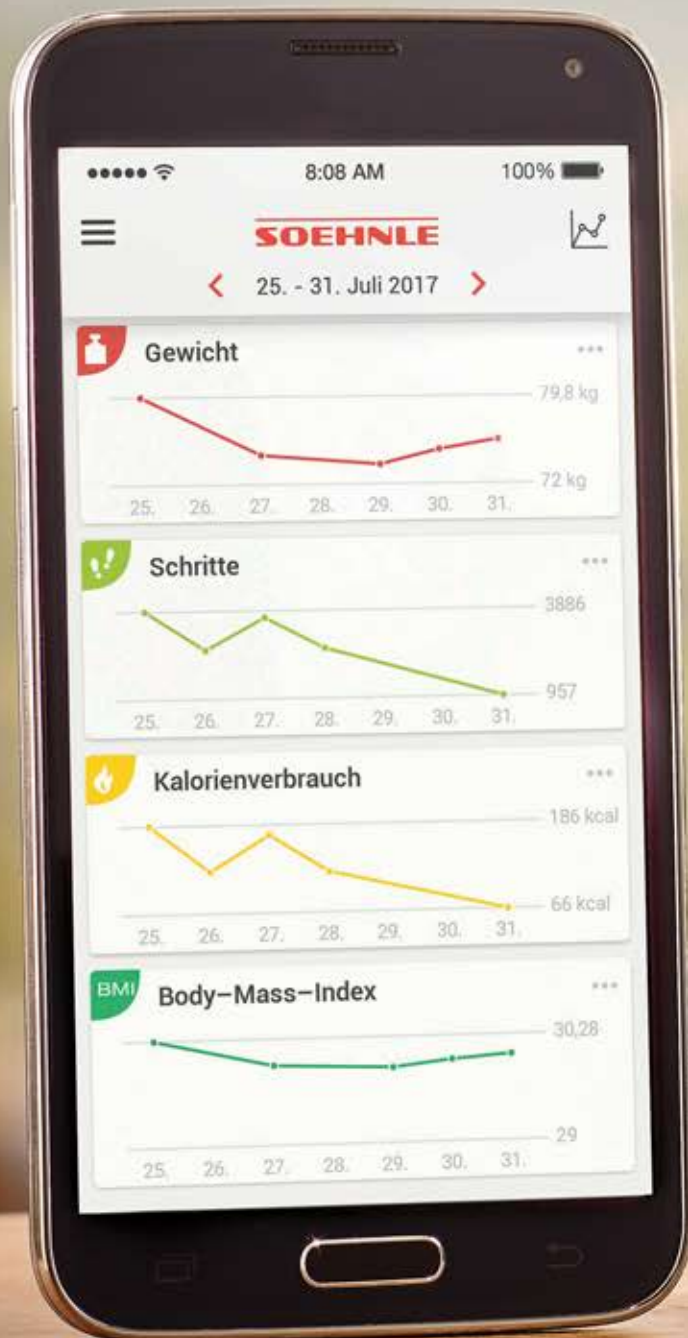 8:08 AM 100%
SOEHNLE
25. - 31. Juli 2017
Gewicht
79,8 kg
72 kg
25. 26. 27. 28. 29. 30. 31.
Schritte
3886
957
25. 26. 27. 28. 29. 30. 31.
Kalorienverbrauch
186 kcal
66 kcal
25. 26. 27. 28. 29. 30. 31.
BMI Body-Mass-Index
30,28
29
25. 26. 27. 28. 29. 30. 31.